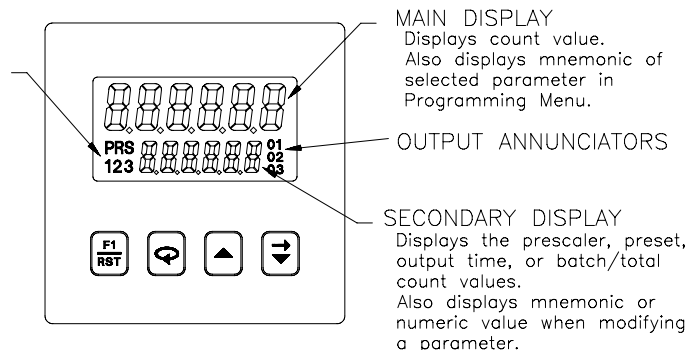 MAIN DISPLAY
Displays count value.
Also displays mnemonic of
selected parameter in
Programming Menu.
PRS
123
01
02
03
OUTPUT ANNUNCIATORS
SECONDARY DISPLAY
Displays the prescaler, preset,
output time, or batch/total
count values.
Also displays mnemonic or
numeric value when modifying
a parameter.
F1
RST